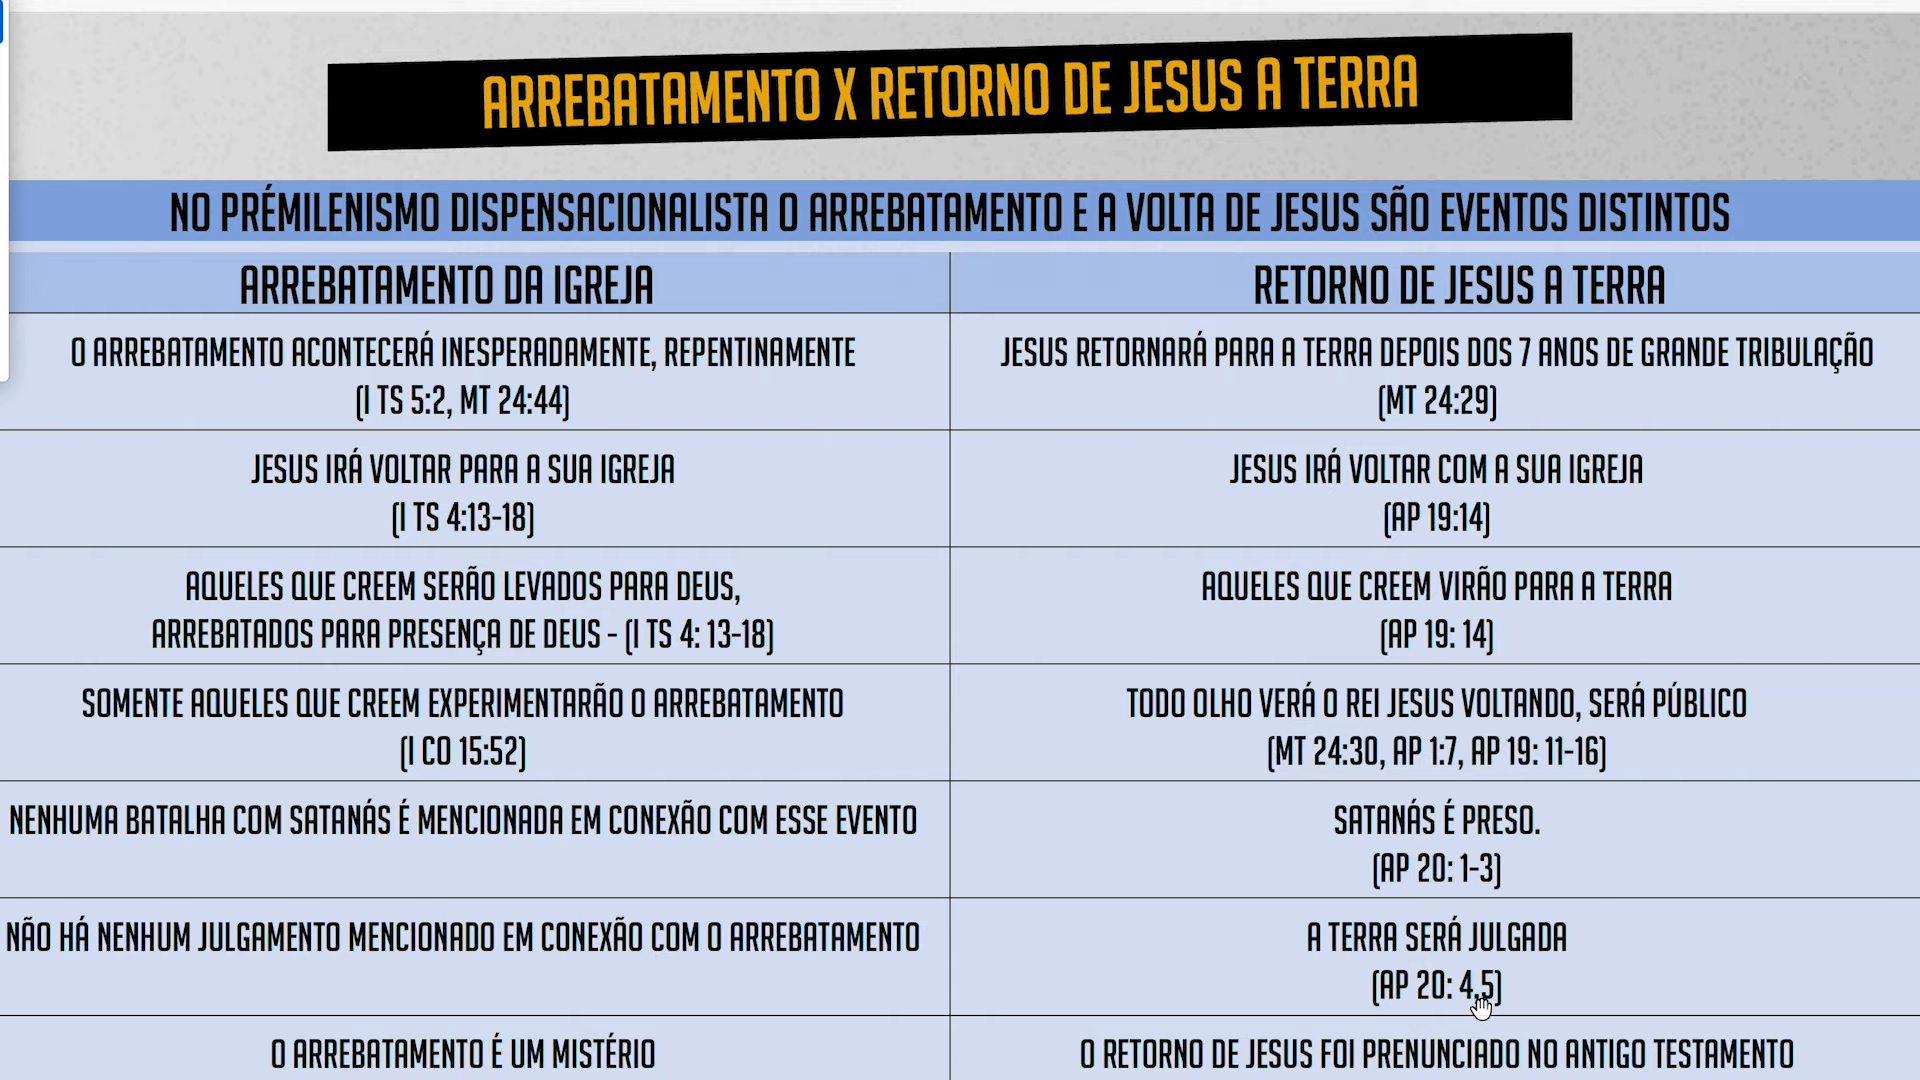 ARREBATAMENTO X RETORNO DE JESUS A TERRA
NO PRÉMILENISMO DISPENSACIONALISTA O ARREBATAMENTO E A VOLTA DE JESUS SÃO EVENTOS DISTINTOS
ARREBATAMENTO DA IGREJA
RETORNO DE JESUS A TERRA
O ARREBATAMENTO ACONTECERÁ INESPERADAMENTE, REPENTINAMENTE
(I TS 5:2, MT 24:44)
JESUS RETORNARÁ PARA A TERRA DEPOIS DOS 7 ANOS DE GRANDE TRIBULAÇÃO
(MT 24:29)
JESUS IRÁ VOLTAR PARA A SUA IGREJA
(I TS 4:13-18)
JESUS IRÁ VOLTAR COM A SUA IGREJA
(AP 19:14)
AQUELES QUE CREEM SERÃO LEVADOS PARA DEUS,
ARREBATADOS PARA PRESENÇA DE DEUS - (I TS 4: 13-18)
AQUELES QUE CREEM VIRÃO PARA A TERRA
(AP 19: 14)
SOMENTE AQUELES QUE CREEM EXPERIMENTARÃO O ARREBATAMENTO
(I CO 15:52)
TODO OLHO VERÁ O REI JESUS VOLTANDO, SERÁ PÚBLICO
(MT 24:30, AP 1:7, AP 19: 11-16)
NENHUMA BATALHA COM SATANÁS É MENCIONADA EM CONEXÃO COM ESSE EVENTO
SATANÁS É PRESO.
(AP 20: 1-3)
NÃO HÁ NENHUM JULGAMENTO MENCIONADO EM CONEXÃO COM O ARREBATAMENTO
A TERRA SERÁ JULGADA
(AP 20: 4,5)
O ARREBATAMENTO É UM MISTÉRIO
O RETORNO DE JESUS FOI PRENUNCIADO NO ANTIGO TESTAMENTO